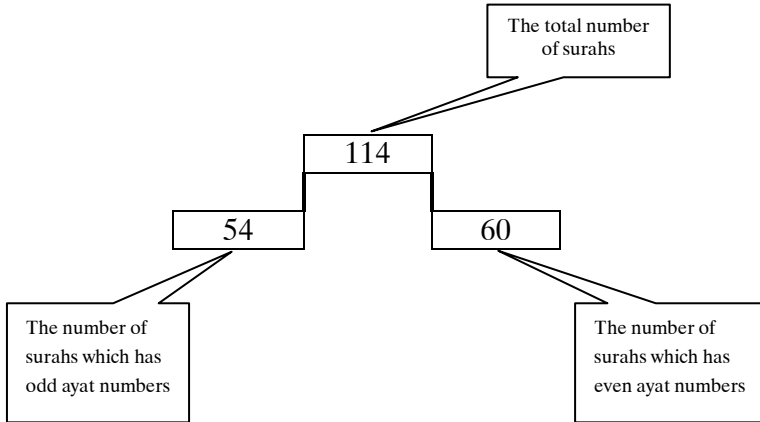 The total number
of surahs
114
54
60
The number of
surahs which has
odd ayat numbers
The number of
surahs which has
even ayat numbers